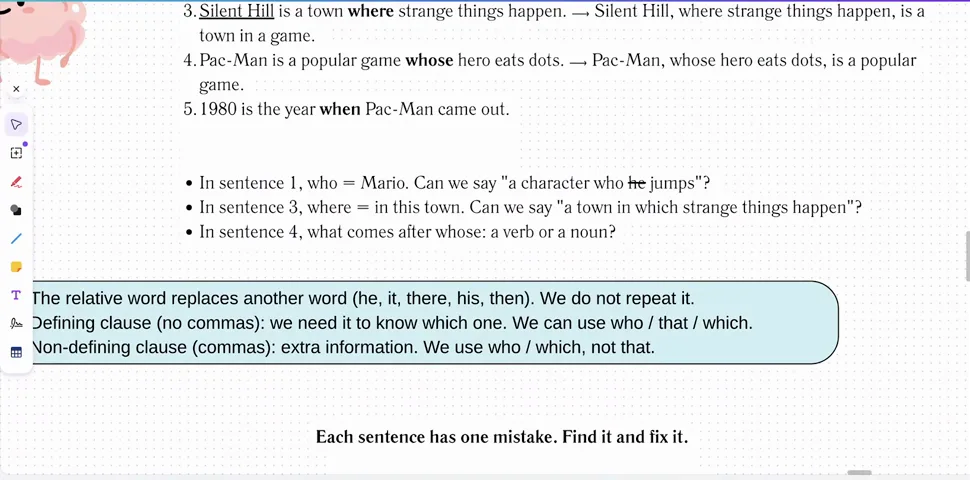 3. Silent Hill is a town where strange things happen. → Silent Hill, where strange things happen, is a
town in a game.
4. Pac-Man is a popular game whose hero eats dots. → Pac-Man, whose hero eats dots, is a popular
game.
5. 1980 is the year when Pac-Man came out.
• In sentence 1, who = Mario. Can we say "a character who he jumps"?
• In sentence 3, where = in this town. Can we say "a town in which strange things happen"?
• In sentence 4, what comes after whose: a verb or a noun?
The relative word replaces another word (he, it, there, his, then). We do not repeat it.
Defining clause (no commas): we need it to know which one. We can use who / that / which.
Non-defining clause (commas): extra information. We use who / which, not that.
Each sentence has one mistake. Find it and fix it.